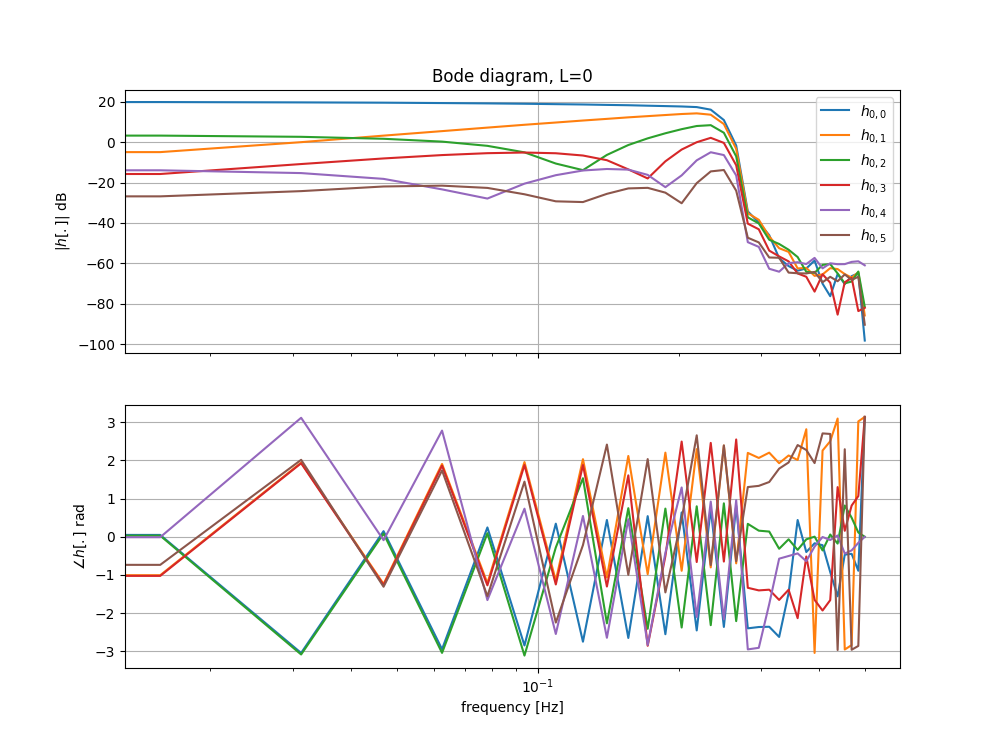 Bode diagram, L=0
|h[.]| dB
20
0
−20
−40
−60
−80
−100
h0,0
h0,1
h0,2
h0,3
h0,4
h0,5
∠h[.] rad
3
2
1
0
−1
−2
−3
10−1
frequency [Hz]